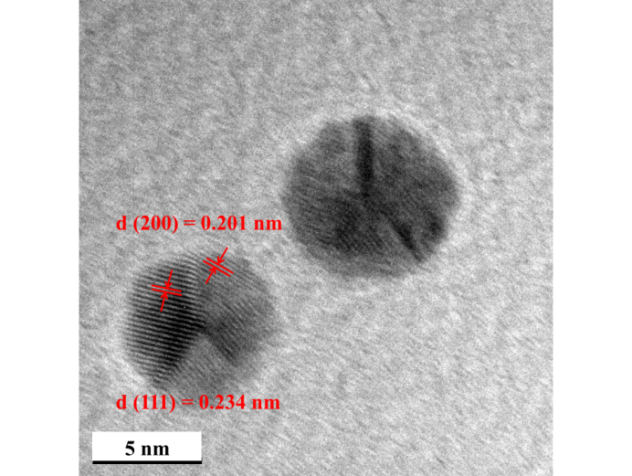 d (200) = 0.201 nm
d (111) = 0.234 nm
5 nm